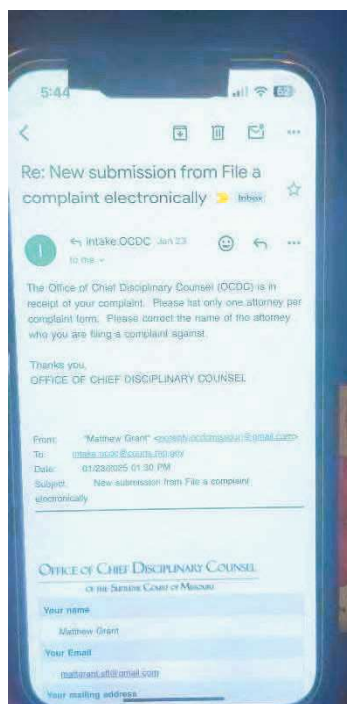 5:44
Re: New submission from File a
complaint electronically Inbox
I
intake OCDC Jan 23
to me
The Office of Chief Disciplinary Counsel (OCDC) is in
receipt of your complaint. Please list only one attorney per
complaint form. Please correct the name of the attorney
who you are filing a complaint against.
Thanks you,
OFFICE OF CHIEF DISCIPLINARY COUNSEL
From: "Matthew Grant"
To:
Date: 01/23/2025 01:30 PM
Subject: New submission from File a complaint
electronically
OFFICE OF CHIEF DISCIPLINARY COUNSEL
OF THE SUPREME COURT OF MISSOURI
Your name
Matthew Grant
Your Email
Your mailing address